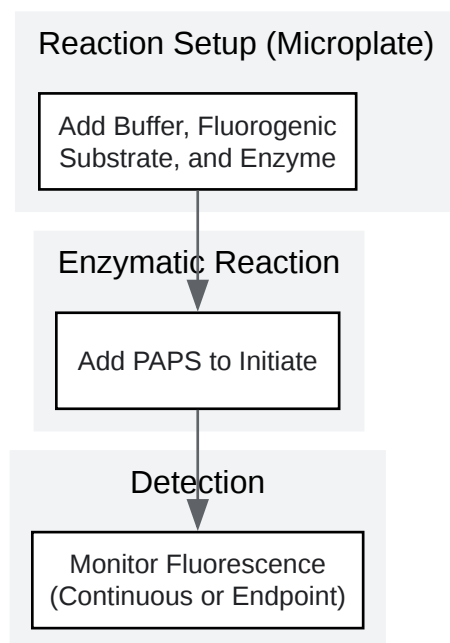 Reaction Setup (Microplate)
Add Buffer, Fluorogenic
Substrate, and Enzyme
Enzymatic Reaction
Add PAPS to Initiate
Detection
Monitor Fluorescence
(Continuous or Endpoint)